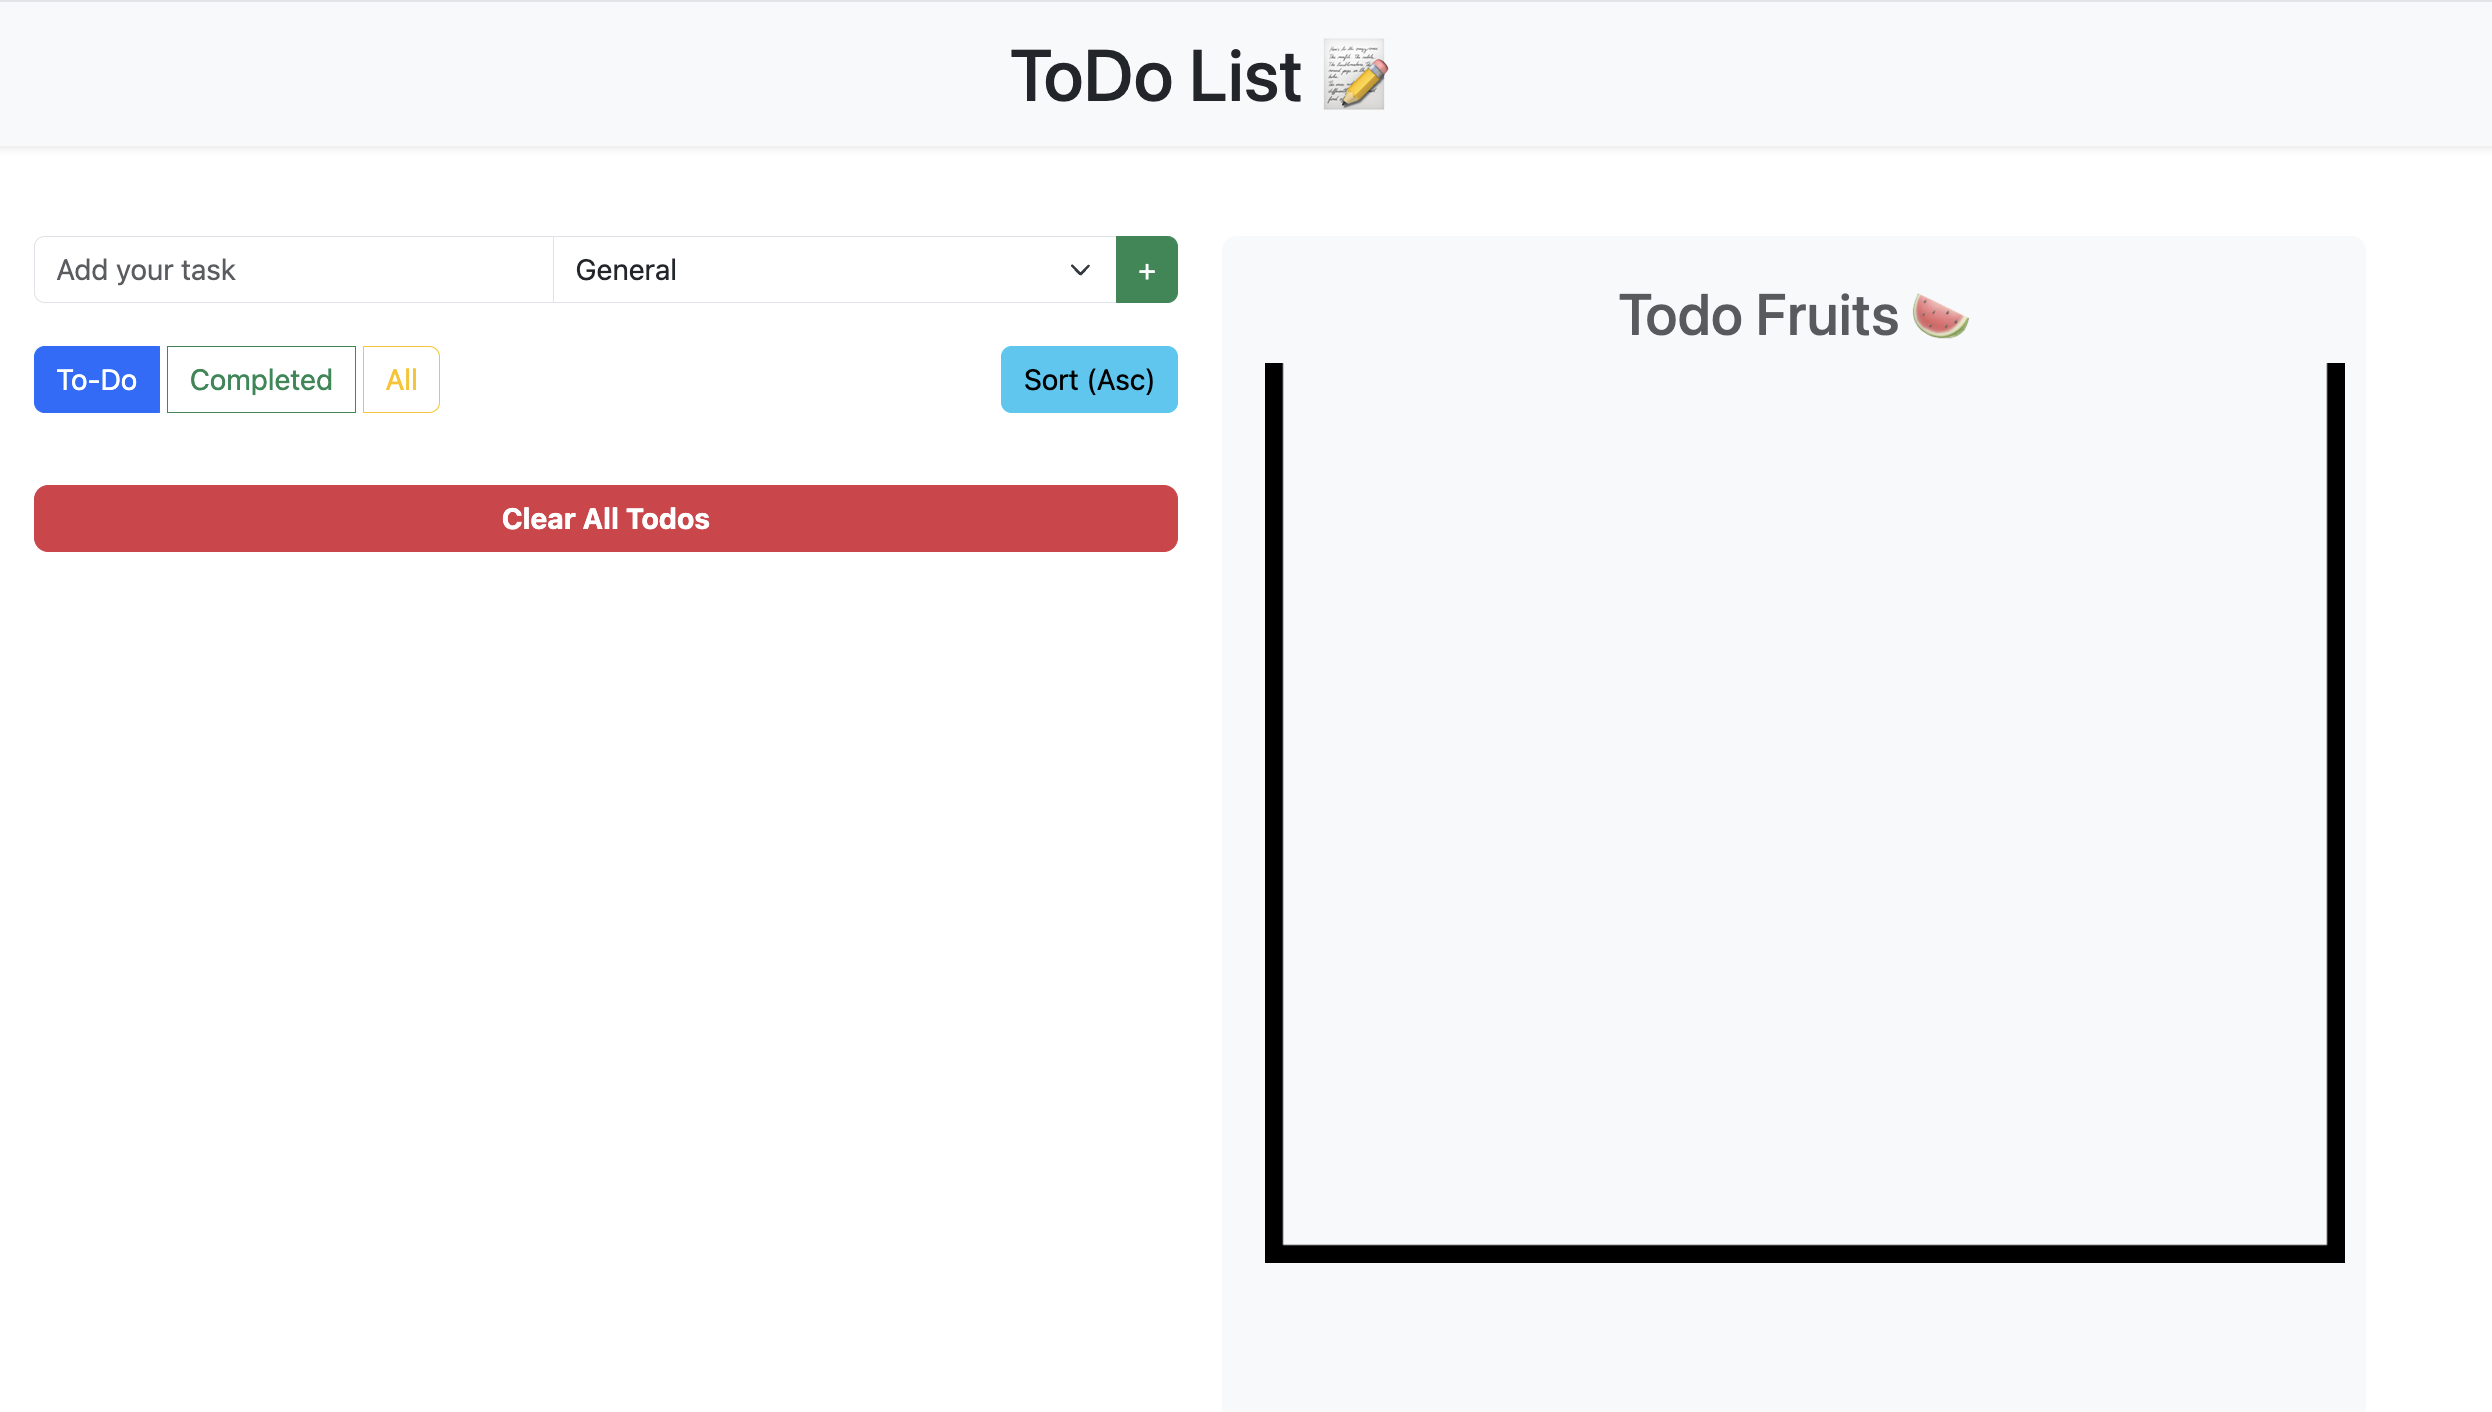 ToDo List
Add your task
General
+
To-Do
Completed
All
Sort (Asc)
Clear All Todos
Todo Fruits